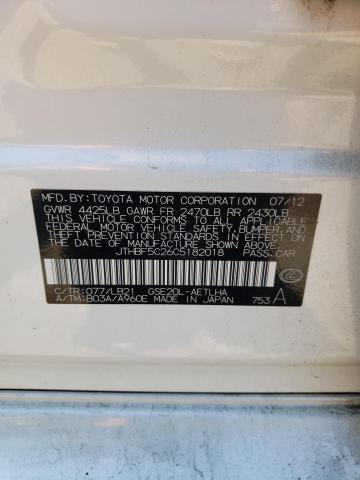 MFD.BY:TOYOTA MOTOR CORPORATION 07/12
GVWR 4425LB GAWR FR 2470LB RR 2430LB
THIS VEHICLE CONFORMS TO ALL APPLICABLE
FEDERAL MOTOR VEHICLE SAFETY,BUMPER,AND
THEFT PREVENTION STANDARDS IN EFFECT ON
THE DATE OF MANUFACTURE SHOWN ABOVE.
JTHBF5C26C5182018 PASS.CAR
C/TR:077/LB21 GSE20L-AETLHA
A/TM:B03A/A960E MADE IN JAPAN 753 A